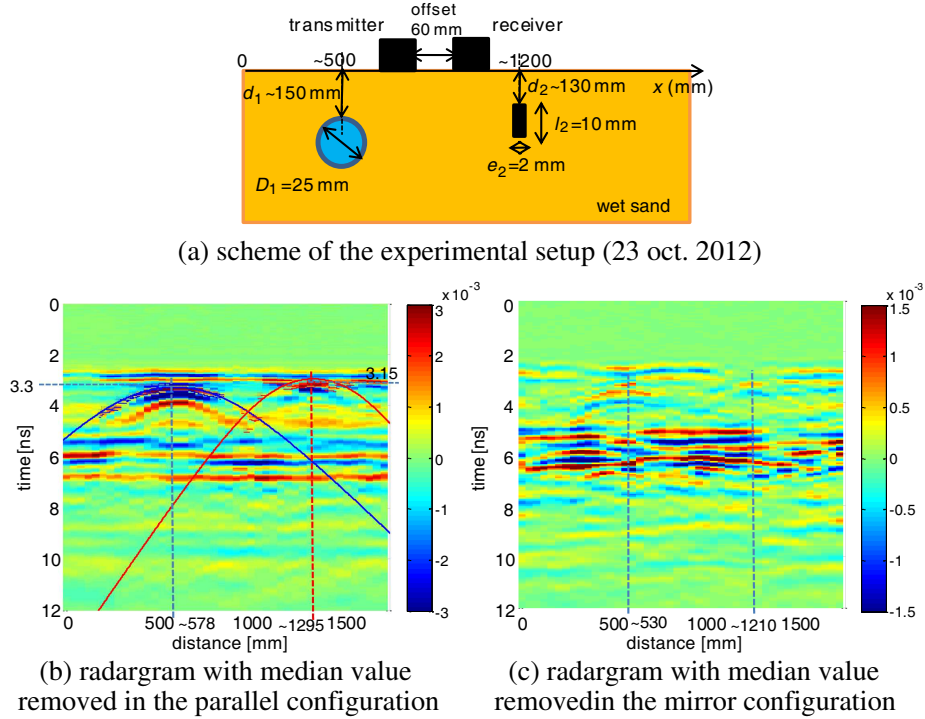 transmitter offset 60 mm receiver
0 ~500 ~1200 x (mm)
d1 ~150 mm d2~130 mm
l2=10 mm
D1 =25 mm e2=2 mm
wet sand
(a) scheme of the experimental setup (23 oct. 2012)
x 10-3 x 10-3
0 3 0 1.5
2 2 2 1
3.3 3.15
4 1 4 0.5
time [ns] 6 0 time [ns] 6 0
8 -1 8 -0.5
10 -2 10 -1
12 -3 12 -1.5
0 500 ~578 1000 ~1295 1500 0 500 ~530 1000 ~1210 1500
distance [mm] distance [mm]
(b) radargram with median value (c) radargram with median value
removed in the parallel configuration removedin the mirror configuration